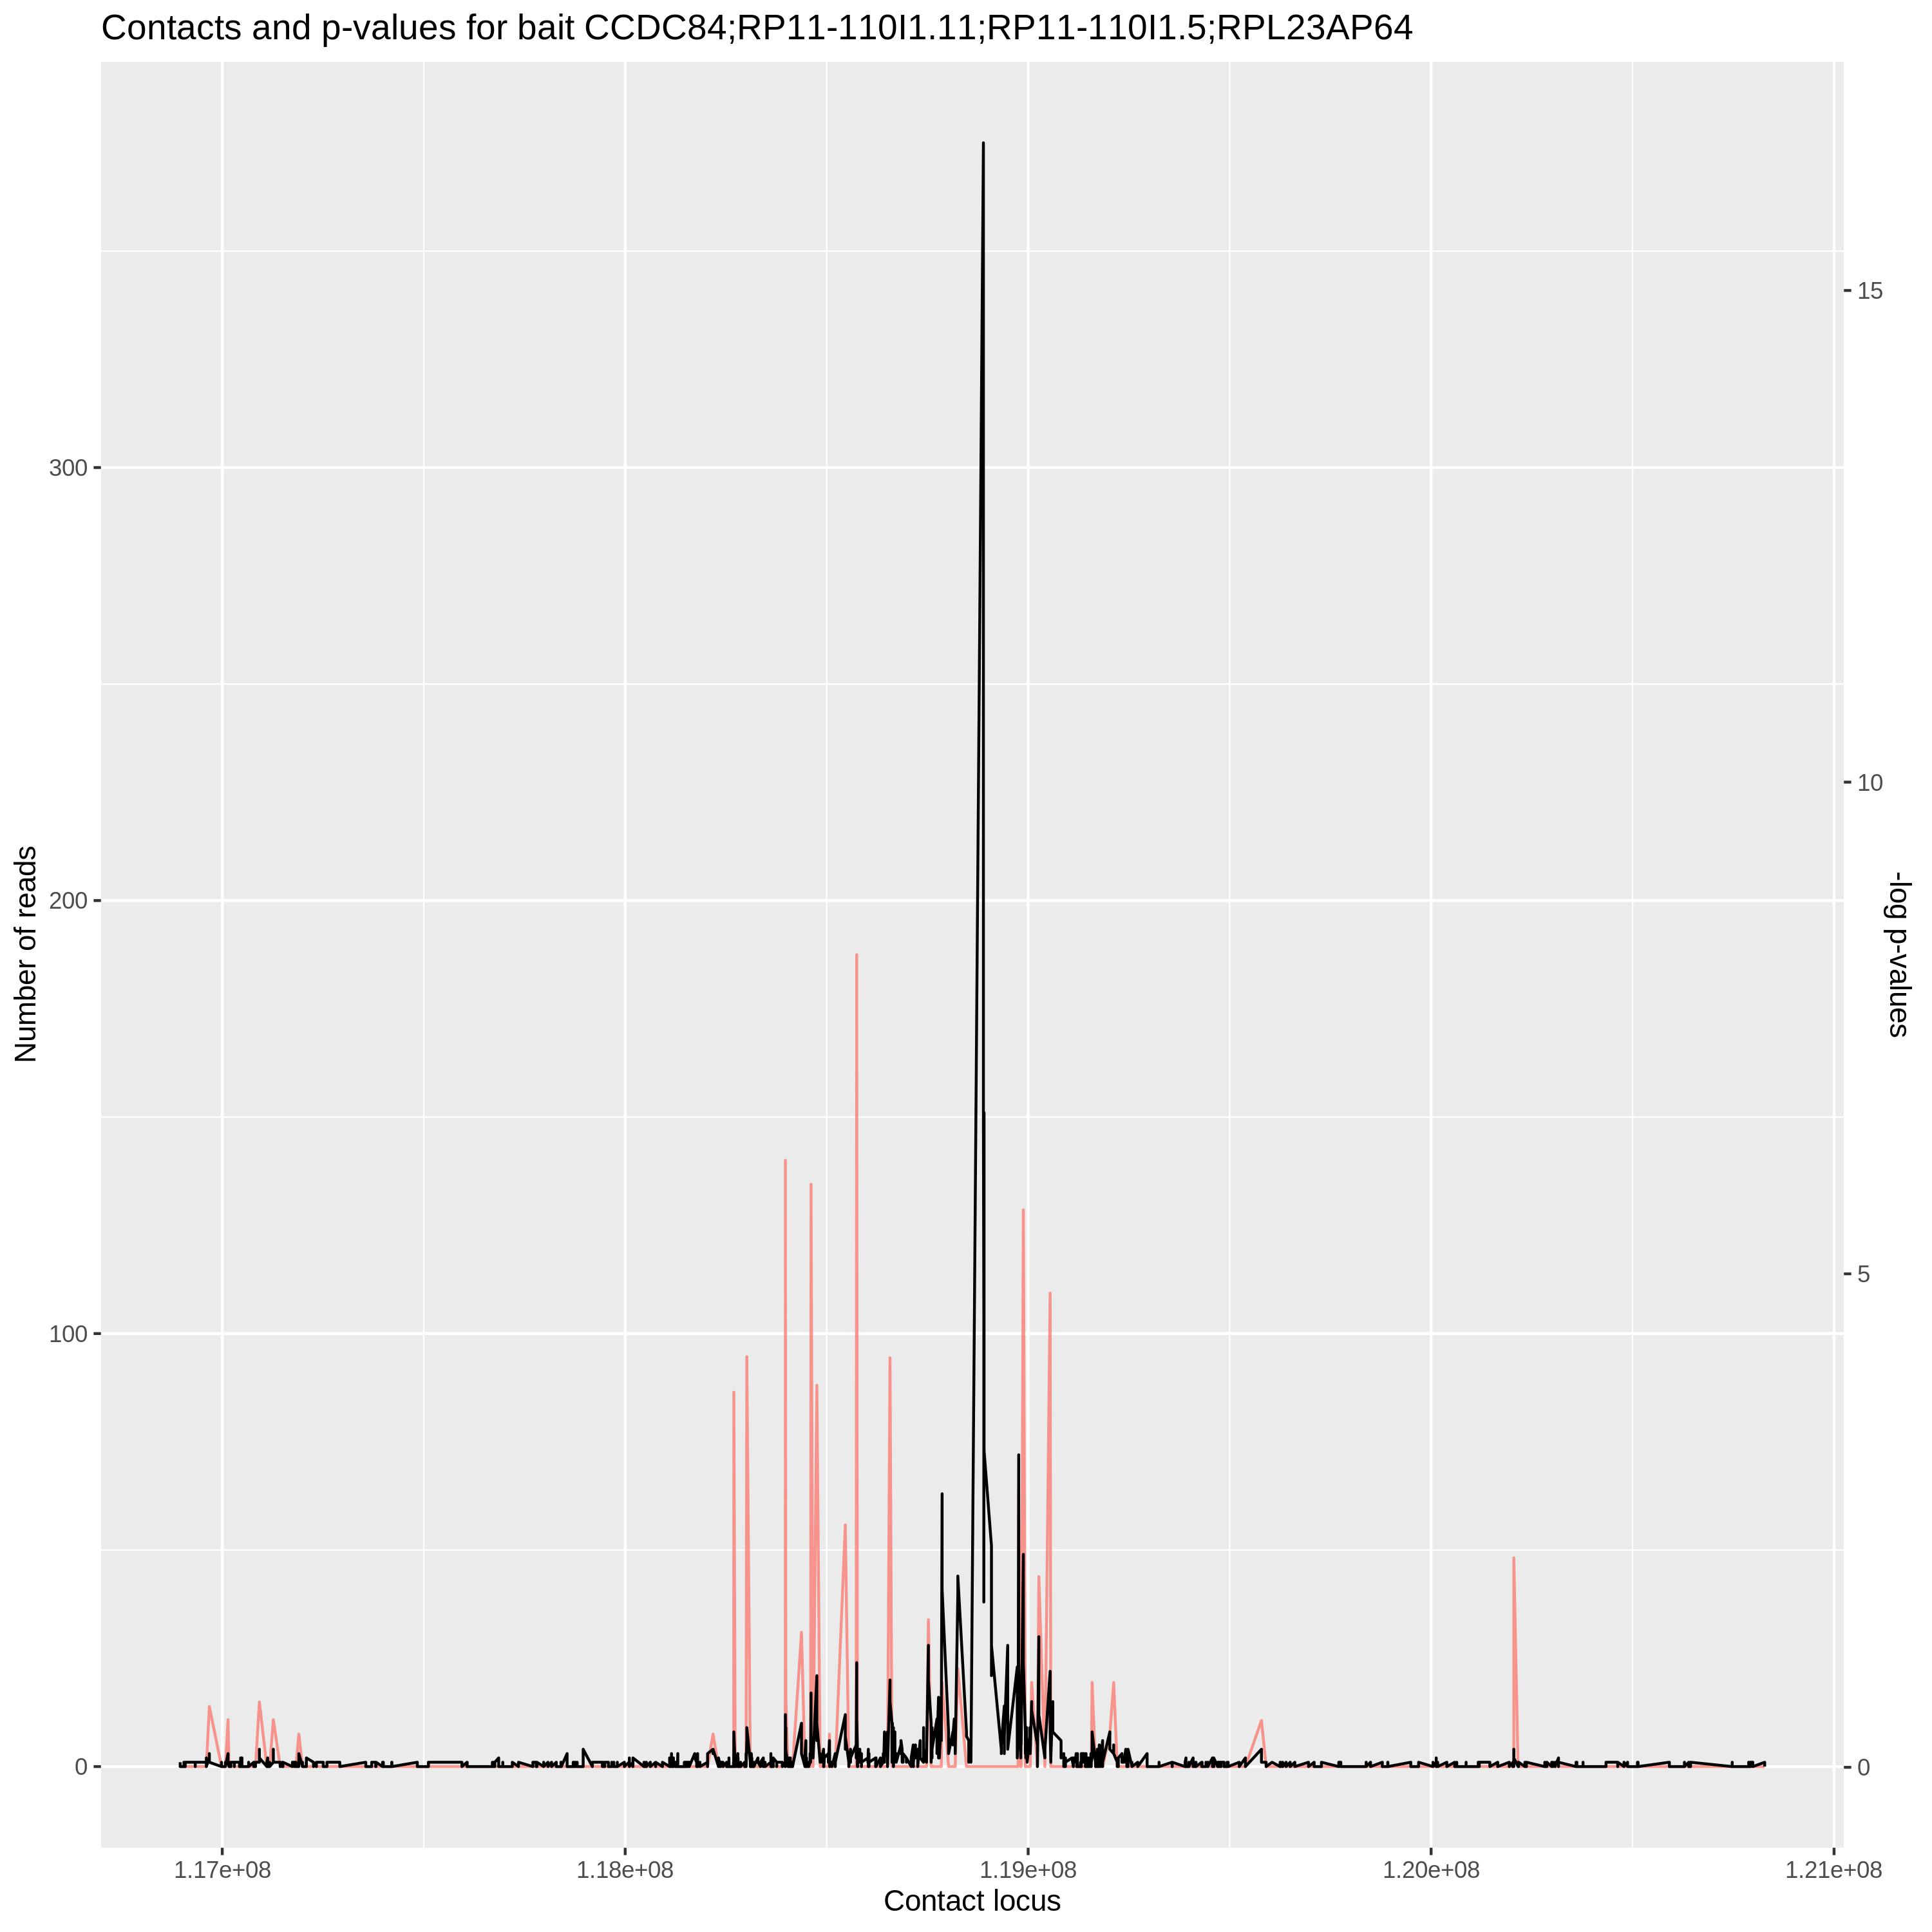 Contacts and p-values for bait CCDC84;RP11-110I1.11;RP11-110I1.5;RPL23AP64
Number of reads
300
200
100
0
15
10
5
0
-log p-values
1.17e+08
1.18e+08
1.19e+08
1.20e+08
1.21e+08
Contact locus